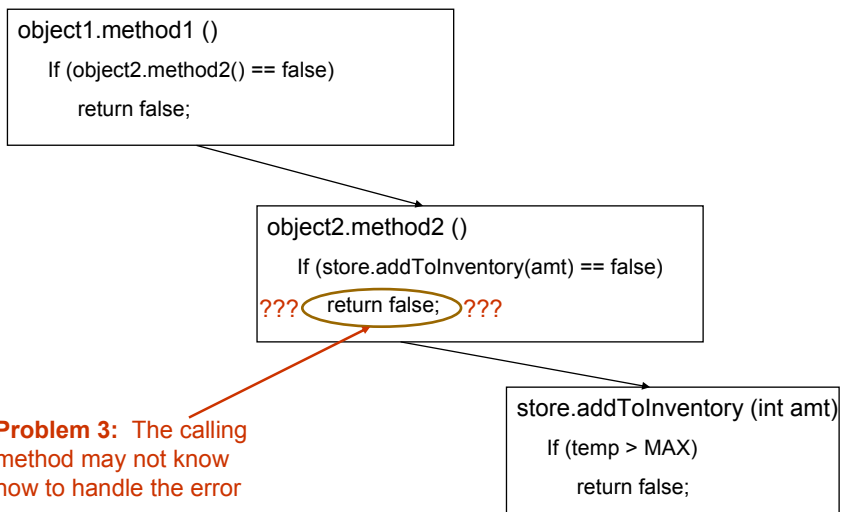 object1.method1 ()
If (object2.method2() == false)
return false;
object2.method2 ()
If (store.addToInventory(amt) == false)
??? return false; ???
store.addToInventory (int amt)
If (temp > MAX)
return false;
Problem 3: The calling
method may not know
how to handle the error